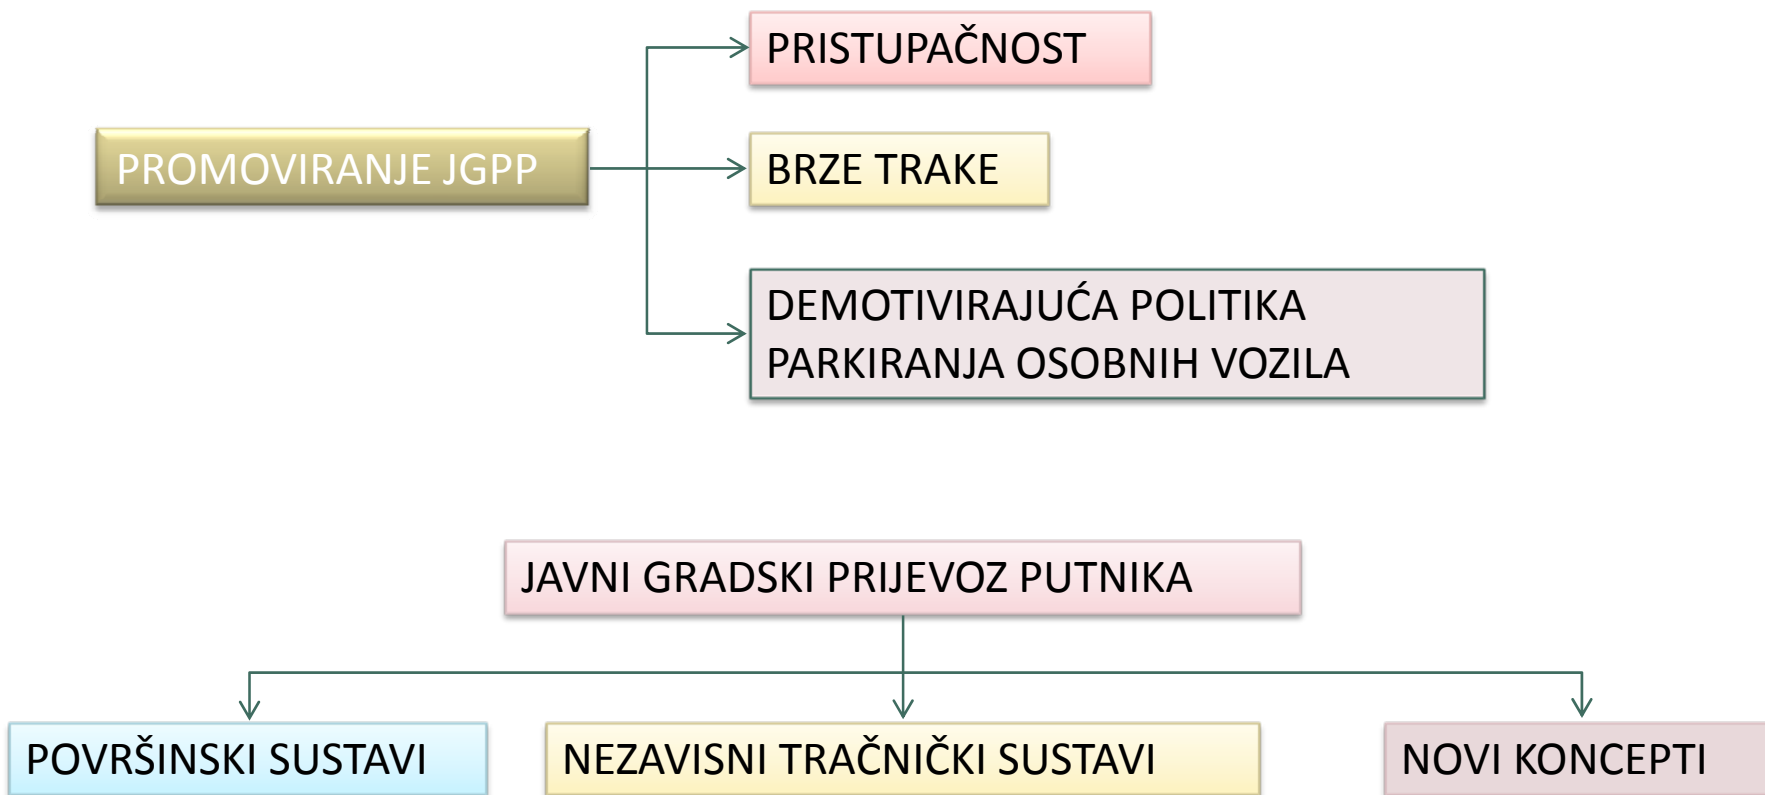 PRISTUPAČNOST
PROMOVIRANJE JGPP
BRZE TRAKE
DEMOTIVIRAJUĆA POLITIKA
PARKIRANJA OSOBNIH VOZILA
JAVNI GRADSKI PRIJEVOZ PUTNIKA
POVRŠINSKI SUSTAVI
NEZAVISNI TRAČNIČKI SUSTAVI
NOVI KONCEPTI